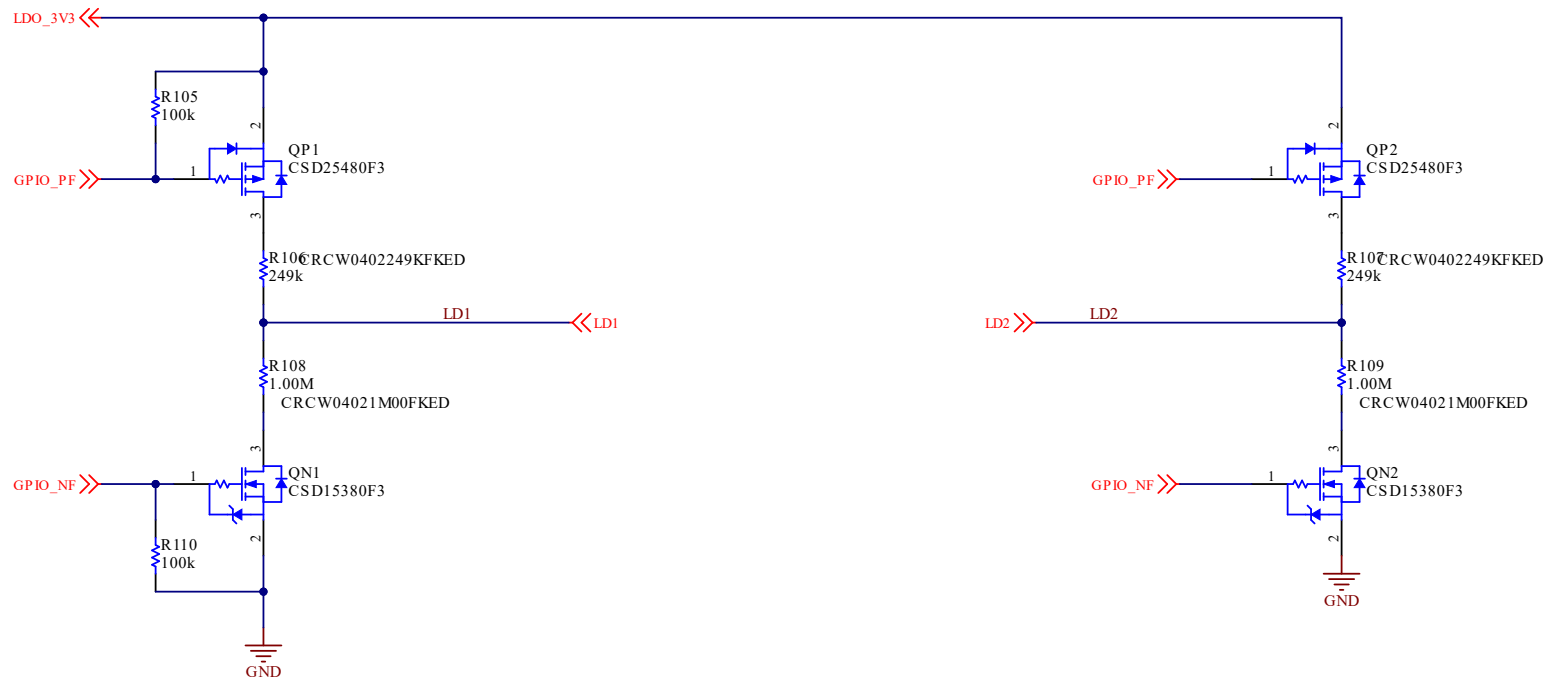 LDO_3V3
R105
100k
2
QP1
CSD25480F3
GPIO_PF
1
3
R106
CRCW0402249KFKED
249k
LD1
LD1
R108
1.00M
CRCW04021M00FKED
3
QN1
CSD15380F3
GPIO_NF
1
2
R110
100k
GND
2
QP2
CSD25480F3
GPIO_PF
1
3
R107
CRCW0402249KFKED
249k
LD2
LD2
R109
1.00M
CRCW04021M00FKED
3
QN2
CSD15380F3
GPIO_NF
1
2
GND